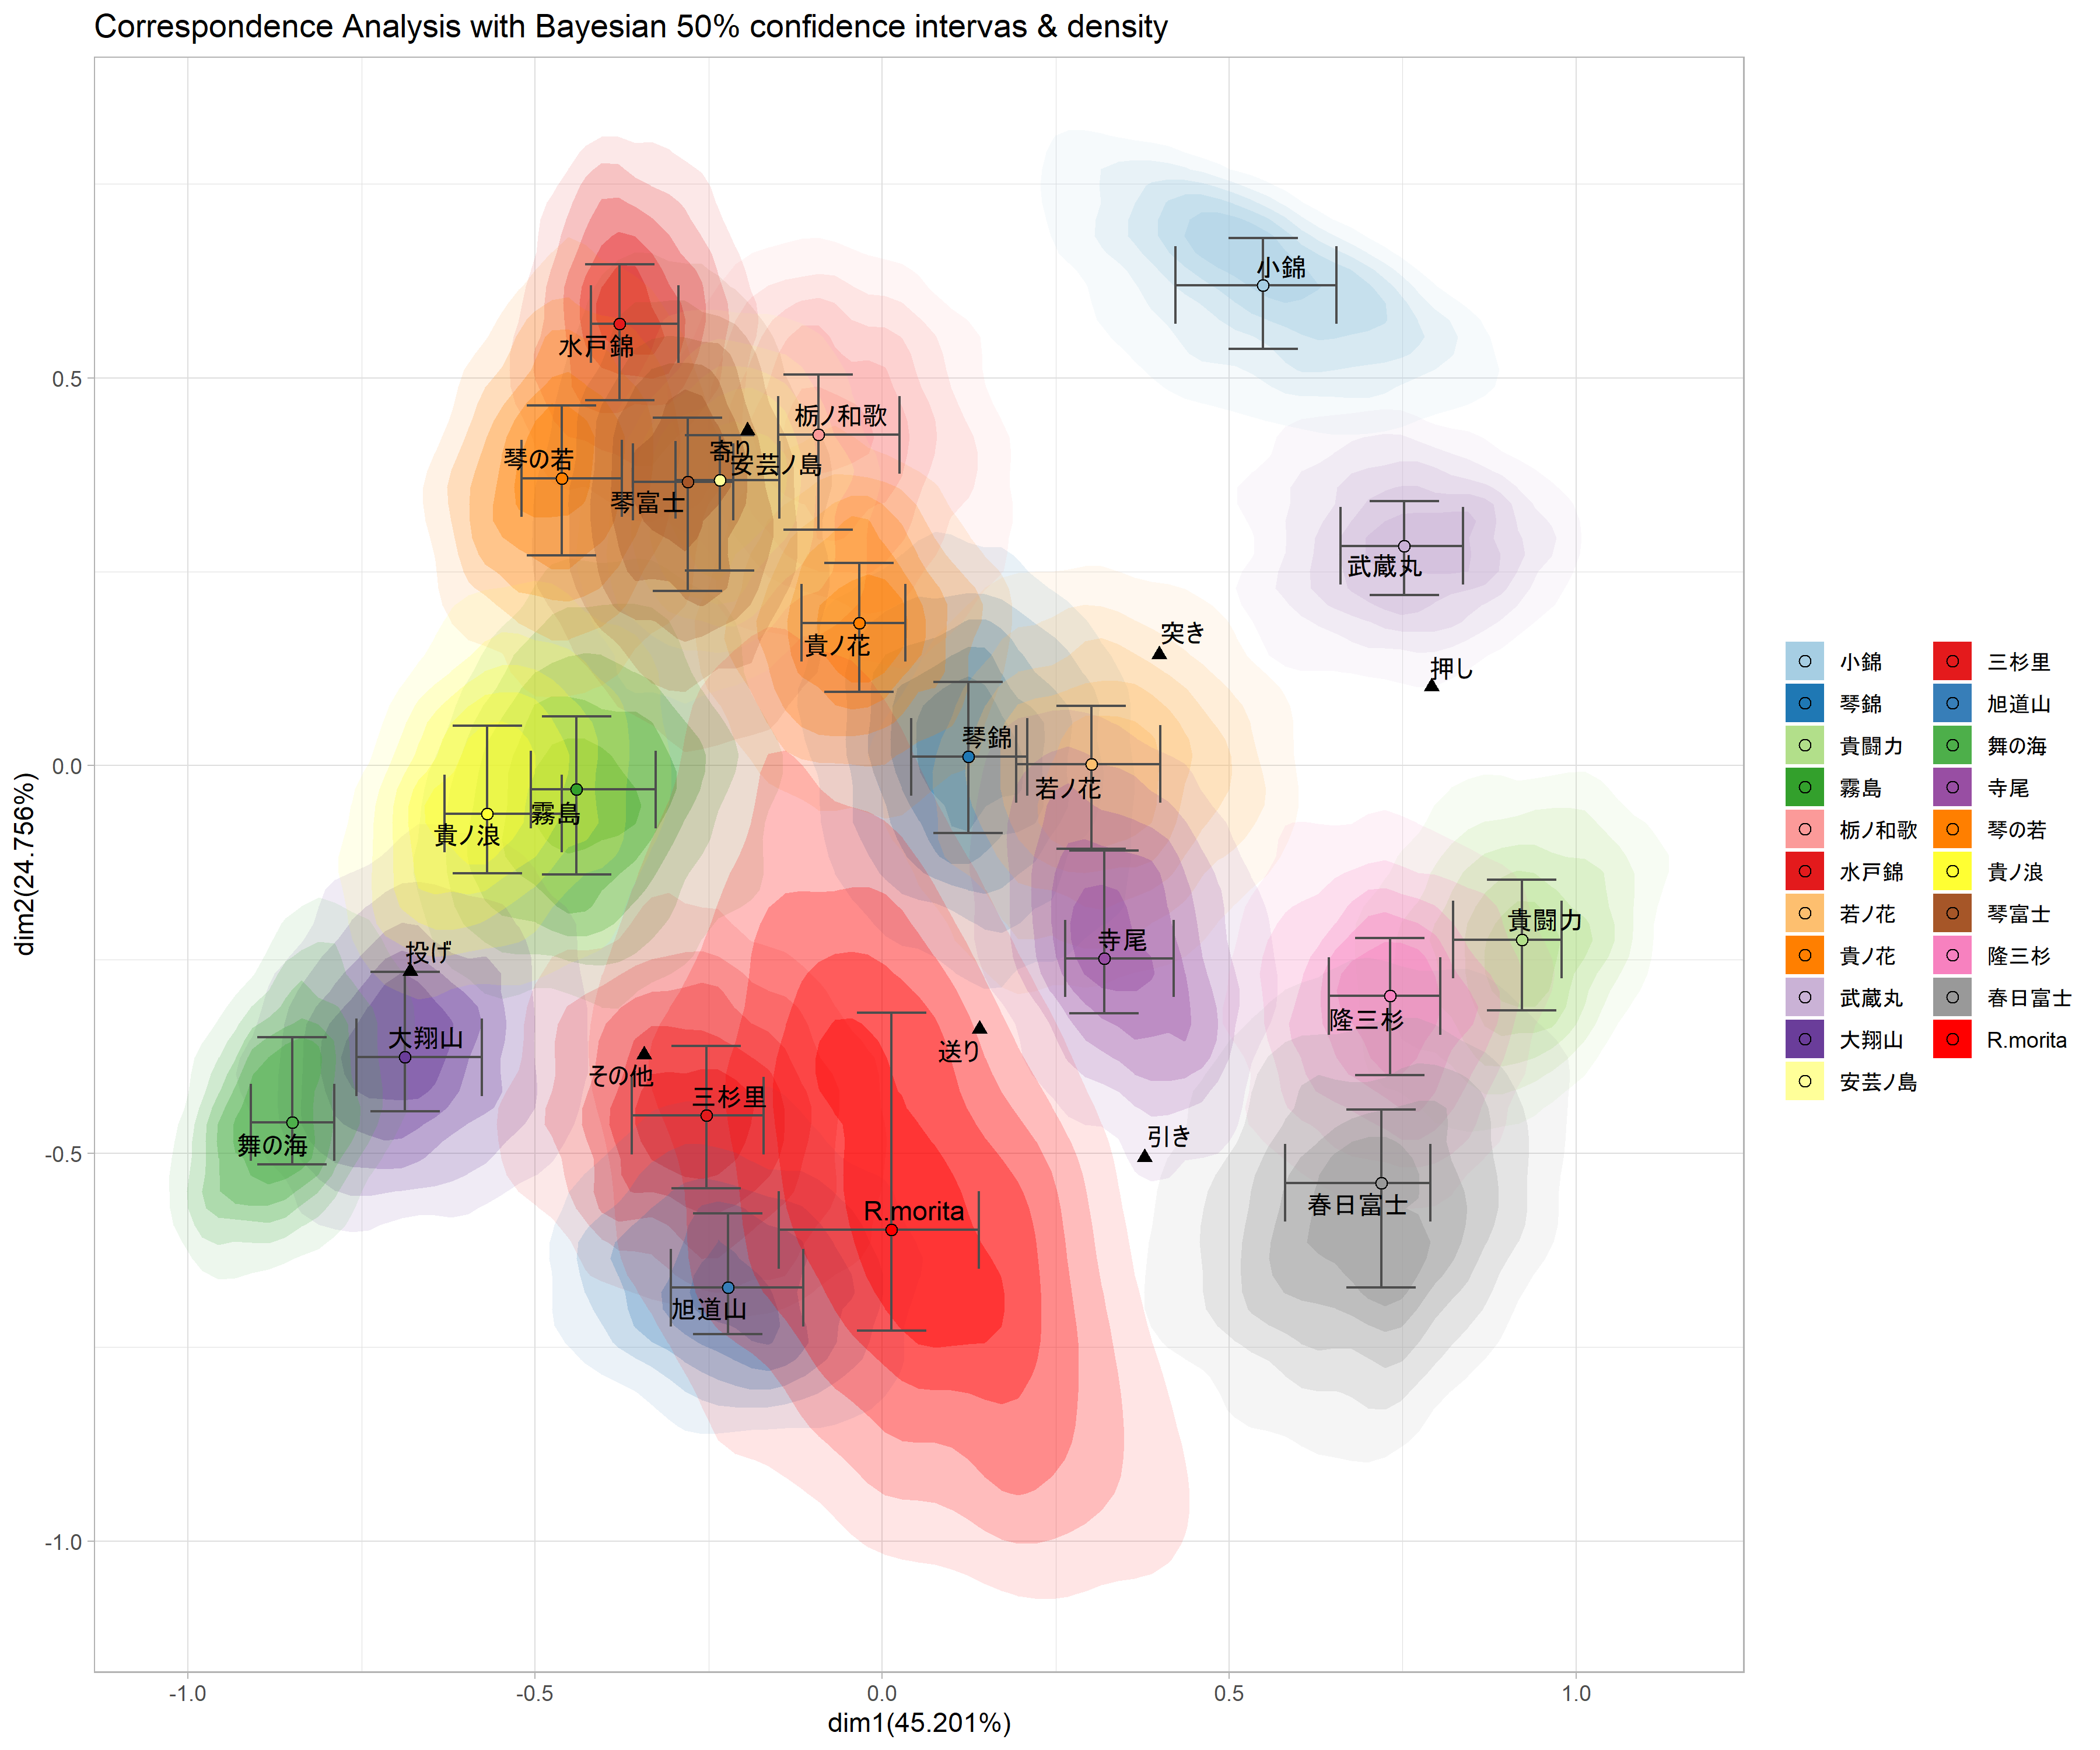 Correspondence Analysis with Bayesian 50% confidence intervas & density
小錦
水戸錦
栃ノ和歌
寄り
琴の若
安芸ノ島
琴富士
武蔵丸
突き
貴ノ花
押し
琴錦
若ノ花
霧島
貴ノ浪
貴闘力
寺尾
投げ
隆三杉
大翔山
送り
その他
三杉里
引き
舞の海
春日富士
R.morita
旭道山
0.5
0.0
-0.5
-1.0
dim2(24.756%)
-1.0 -0.5 0.0 0.5 1.0
dim1(45.201%)
小錦 三杉里
琴錦 旭道山
貴闘力 舞の海
霧島 寺尾
栃ノ和歌 琴の若
水戸錦 貴ノ浪
若ノ花 琴富士
貴ノ花 隆三杉
武蔵丸 春日富士
大翔山 R.morita
安芸ノ島